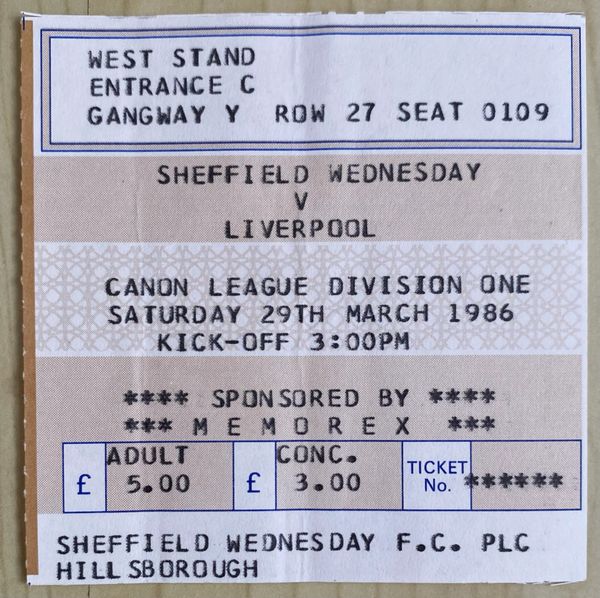 WEST STAND
ENTRANCE C
GANGWAY Y ROW 27 SEAT 0109
SHEFFIELD WEDNESDAY
V
LIVERPOOL
CANON LEAGUE DIVISION ONE
SATURDAY 29TH MARCH 1986
KICK-OFF 3:00PM
**** SPONSORED BY ****
*** M E M O R E X ***
£ ADULT 5.00 £ CONC. 3.00 TICKET No. ******
SHEFFIELD WEDNESDAY F.C. PLC
HILLSBOROUGH